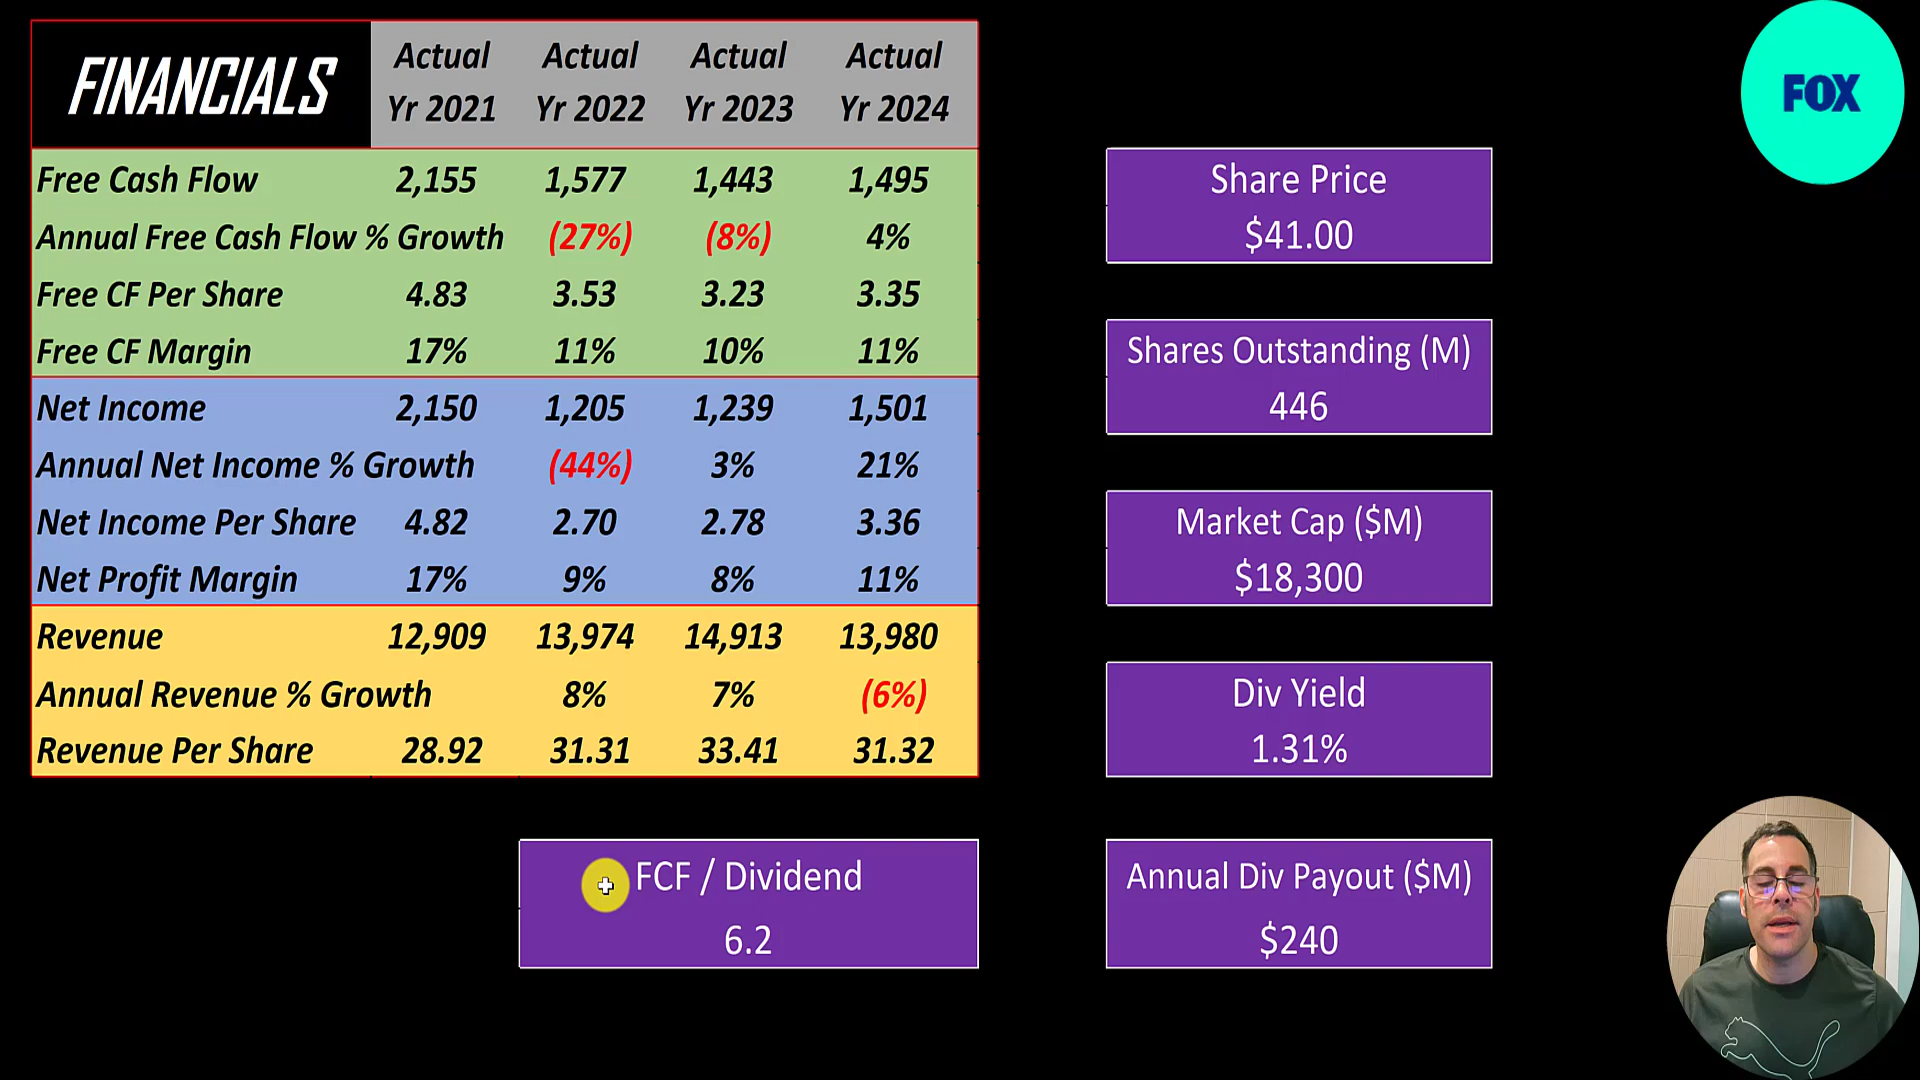 FINANCIALS
Actual Yr 2021
Actual Yr 2022
Actual Yr 2023
Actual Yr 2024
Free Cash Flow 2,155 1,577 1,443 1,495
Annual Free Cash Flow % Growth (27%) (8%) 4%
Free CF Per Share 4.83 3.53 3.23 3.35
Free CF Margin 17% 11% 10% 11%
Net Income 2,150 1,205 1,239 1,501
Annual Net Income % Growth (44%) 3% 21%
Net Income Per Share 4.82 2.70 2.78 3.36
Net Profit Margin 17% 9% 8% 11%
Revenue 12,909 13,974 14,913 13,980
Annual Revenue % Growth 8% 7% (6%)
Revenue Per Share 28.92 31.31 33.41 31.32
FCF / Dividend
6.2
Share Price
$41.00
Shares Outstanding (M)
446
Market Cap ($M)
$18,300
Div Yield
1.31%
Annual Div Payout ($M)
$240
FOX